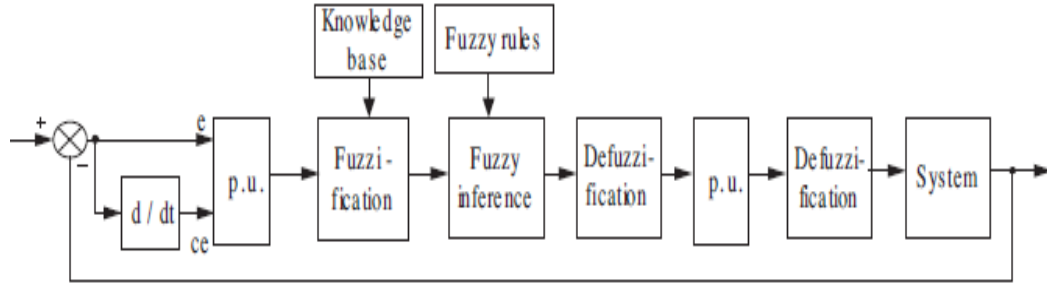 Knowledge
base
Fuzzy rules
+
−
e
ce
d / dt
p.u.
Fuzzi -
fication
Fuzzy
inference
Defuzzi-
fication
p.u.
Defuzzi-
fication
System